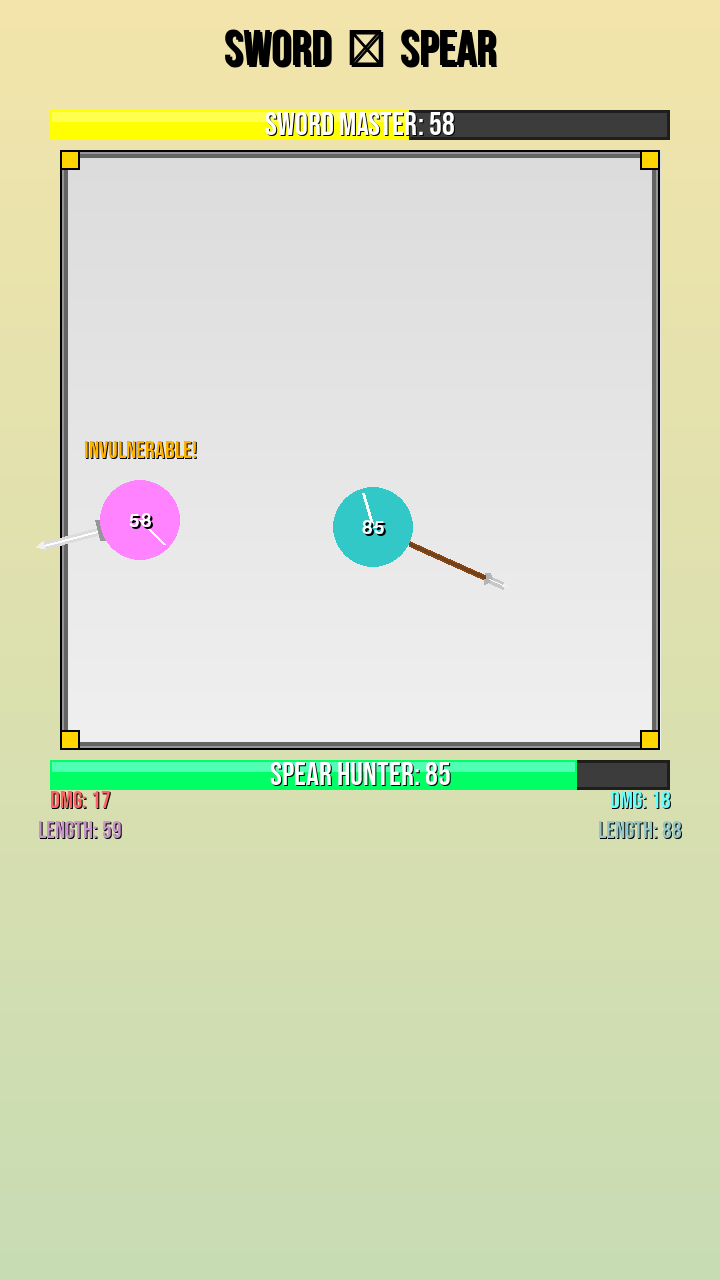 SWORD ☒ SPEAR
SWORD MASTER: 58
INVULNERABLE!
58
85
SPEAR HUNTER: 85
DMG: 17
DMG: 18
LENGTH: 59
LENGTH: 88